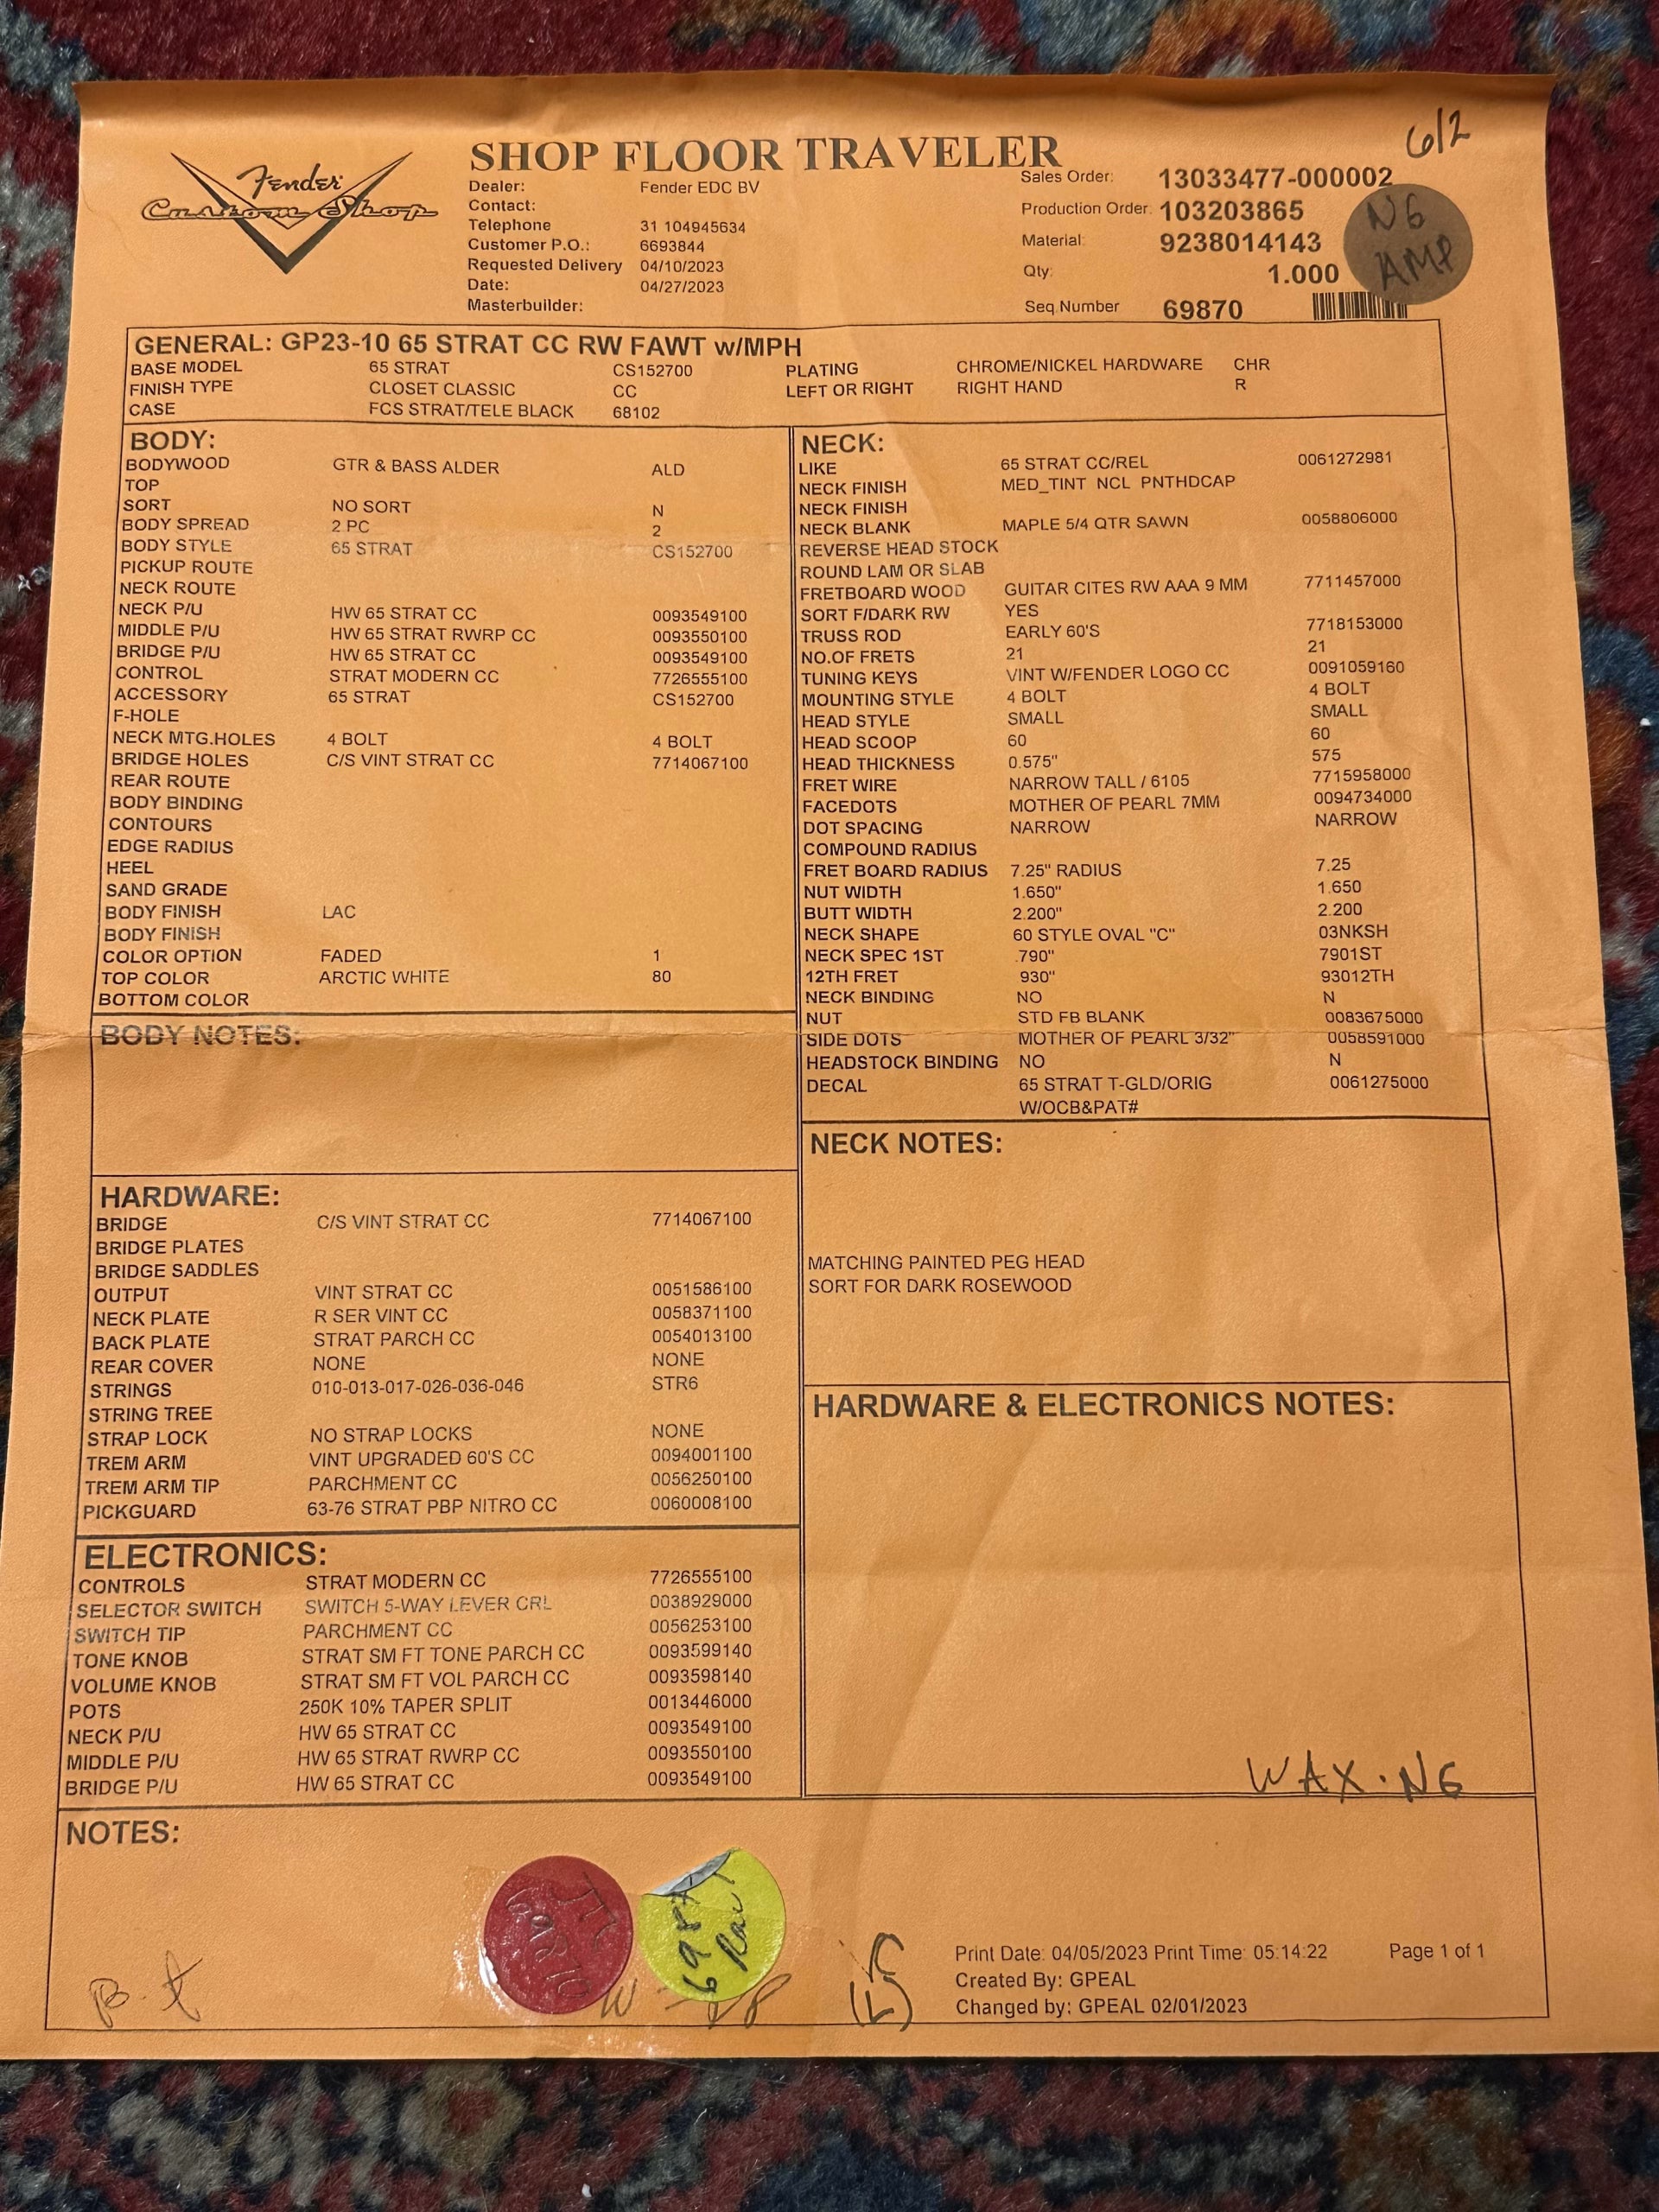 Fender
Custom Shop
SHOP FLOOR TRAVELER
6/2
Dealer: Fender EDC BV
Contact:
Telephone 31 104945634
Customer P.O.: 6693844
Requested Delivery 04/10/2023
Date: 04/27/2023
Masterbuilder:
Sales Order: 13033477-000002
Production Order: 103203865
Material: 9238014143
Qty: 1.000
Seq.Number 69870
NG
AMP
GENERAL: GP23-10 65 STRAT CC RW FAWT w/MPH
BASE MODEL 65 STRAT CS152700 PLATING CHROME/NICKEL HARDWARE CHR
FINISH TYPE CLOSET CLASSIC CC LEFT OR RIGHT RIGHT HAND R
CASE FCS STRAT/TELE BLACK 68102
BODY:
BODYWOOD GTR & BASS ALDER ALD
TOP
SORT NO SORT N
BODY SPREAD 2 PC 2
BODY STYLE 65 STRAT CS152700
PICKUP ROUTE
NECK ROUTE
NECK P/U HW 65 STRAT CC 0093549100
MIDDLE P/U HW 65 STRAT RWRP CC 0093550100
BRIDGE P/U HW 65 STRAT CC 0093549100
CONTROL STRAT MODERN CC 7726555100
ACCESSORY 65 STRAT CS152700
F-HOLE
NECK MTG.HOLES 4 BOLT 4 BOLT
BRIDGE HOLES C/S VINT STRAT CC 7714067100
REAR ROUTE
BODY BINDING
CONTOURS
EDGE RADIUS
HEEL
SAND GRADE
BODY FINISH LAC
BODY FINISH
COLOR OPTION FADED 1
TOP COLOR ARCTIC WHITE 80
BOTTOM COLOR
BODY NOTES:
HARDWARE:
BRIDGE C/S VINT STRAT CC 7714067100
BRIDGE PLATES
BRIDGE SADDLES
OUTPUT VINT STRAT CC 0051586100
NECK PLATE R SER VINT CC 0058371100
BACK PLATE STRAT PARCH CC 0054013100
REAR COVER NONE NONE
STRINGS 010-013-017-026-036-046 STR6
STRING TREE
STRAP LOCK NO STRAP LOCKS NONE
TREM ARM VINT UPGRADED 60'S CC 0094001100
TREM ARM TIP PARCHMENT CC 0056250100
PICKGUARD 63-76 STRAT PBP NITRO CC 0060008100
ELECTRONICS:
CONTROLS STRAT MODERN CC 7726555100
SELECTOR SWITCH SWITCH 5-WAY LEVER CRL 0038929000
SWITCH TIP PARCHMENT CC 0056253100
TONE KNOB STRAT SM FT TONE PARCH CC 0093599140
VOLUME KNOB STRAT SM FT VOL PARCH CC 0093598140
POTS 250K 10% TAPER SPLIT 0013446000
NECK P/U HW 65 STRAT CC 0093549100
MIDDLE P/U HW 65 STRAT RWRP CC 0093550100
BRIDGE P/U HW 65 STRAT CC 0093549100
NECK:
LIKE 65 STRAT CC/REL 0061272981
NECK FINISH MED_TINT NCL PNTHDCAP
NECK FINISH
NECK BLANK MAPLE 5/4 QTR SAWN 0058806000
REVERSE HEAD STOCK
ROUND LAM OR SLAB
FRETBOARD WOOD GUITAR CITES RW AAA 9 MM 7711457000
SORT F/DARK RW YES
TRUSS ROD EARLY 60'S 7718153000
NO.OF FRETS 21 21
TUNING KEYS VINT W/FENDER LOGO CC 0091059160
MOUNTING STYLE 4 BOLT 4 BOLT
HEAD STYLE SMALL SMALL
HEAD SCOOP 60 60
HEAD THICKNESS 0.575" 575
FRET WIRE NARROW TALL / 6105 7715958000
FACEDOTS MOTHER OF PEARL 7MM 0094734000
DOT SPACING NARROW NARROW
COMPOUND RADIUS
FRET BOARD RADIUS 7.25" RADIUS 7.25
NUT WIDTH 1.650" 1.650
BUTT WIDTH 2.200" 2.200
NECK SHAPE 60 STYLE OVAL "C" 03NKSH
NECK SPEC 1ST .790" 7901ST
12TH FRET .930" 93012TH
NECK BINDING NO N
NUT STD FB BLANK 0083675000
SIDE DOTS MOTHER OF PEARL 3/32" 0058591000
HEADSTOCK BINDING NO N
DECAL 65 STRAT T-GLD/ORIG 0061275000
W/OCB&PAT#
NECK NOTES:
MATCHING PAINTED PEG HEAD
SORT FOR DARK ROSEWOOD
HARDWARE & ELECTRONICS NOTES:
WAX·NG
NOTES:
69870
Print Date: 04/05/2023 Print Time: 05:14:22 Page 1 of 1
Created By: GPEAL
Changed by: GPEAL 02/01/2023